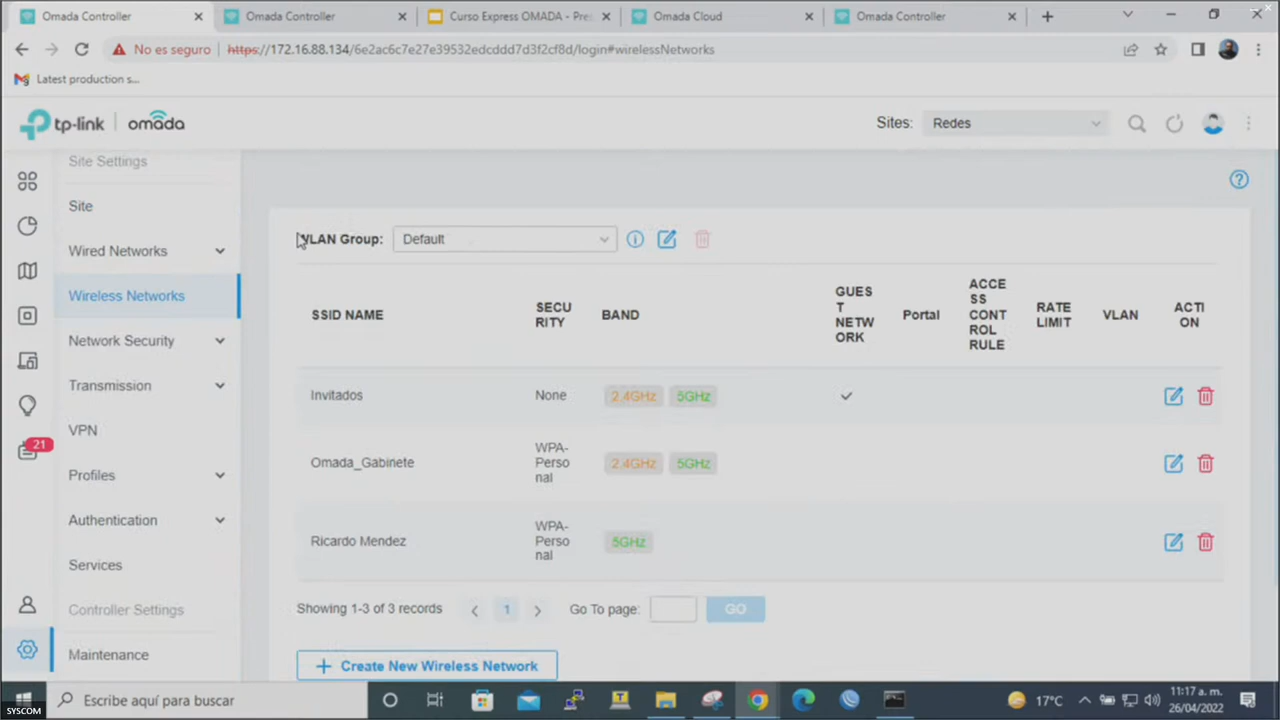 Omada Controller
Omada Controller
Curso Express OMADA - Pre
Omada Cloud
Omada Controller
No es seguro
https://172.16.88.134/6e2ac6c7e27e39532edcddd7d3f2cf8d/login#wirelessNetworks
Latest production s...
tp-link | omada
Sites: Redes
Site Settings
Site
Wired Networks
Wireless Networks
Network Security
Transmission
VPN
21
Profiles
Authentication
Services
Controller Settings
Maintenance
VLAN Group: Default
SSID NAME
SECU
RITY
BAND
GUES
T
NETW
ORK
Portal
ACCE
SS
CONT
ROL
RULE
RATE
LIMIT
VLAN
ACTI
ON
Invitados
None
2.4GHz 5GHz
Omada_Gabinete
WPA-
Perso
nal
2.4GHz 5GHz
Ricardo Mendez
WPA-
Perso
nal
5GHz
Showing 1-3 of 3 records
1
Go To page:
GO
+ Create New Wireless Network
SYSCOM
Escribe aquí para buscar
17°C
11:17 a. m.
26/04/2022